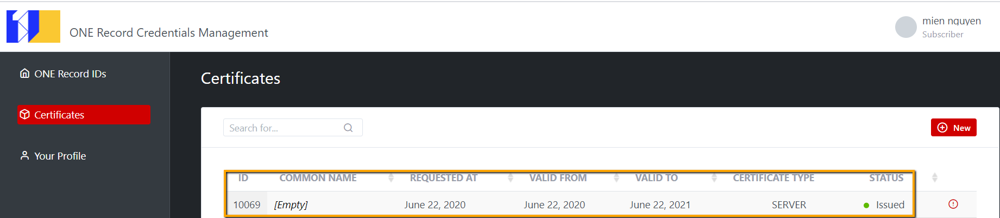 ONE Record Credentials Management
mien nguyen
Subscriber
ONE Record IDs
Certificates
Your Profile
Certificates
Search for...
New
ID COMMON NAME REQUESTED AT VALID FROM VALID TO CERTIFICATE TYPE STATUS
10069 [Empty] June 22, 2020 June 22, 2020 June 22, 2021 SERVER Issued